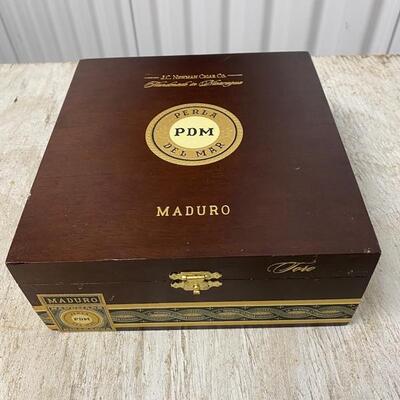 J.C. NEWMAN CIGAR CO.
Handmade in Nicaragua
PERLA
PDM
DEL MAR
MADURO
Toro
MADURO
PDM